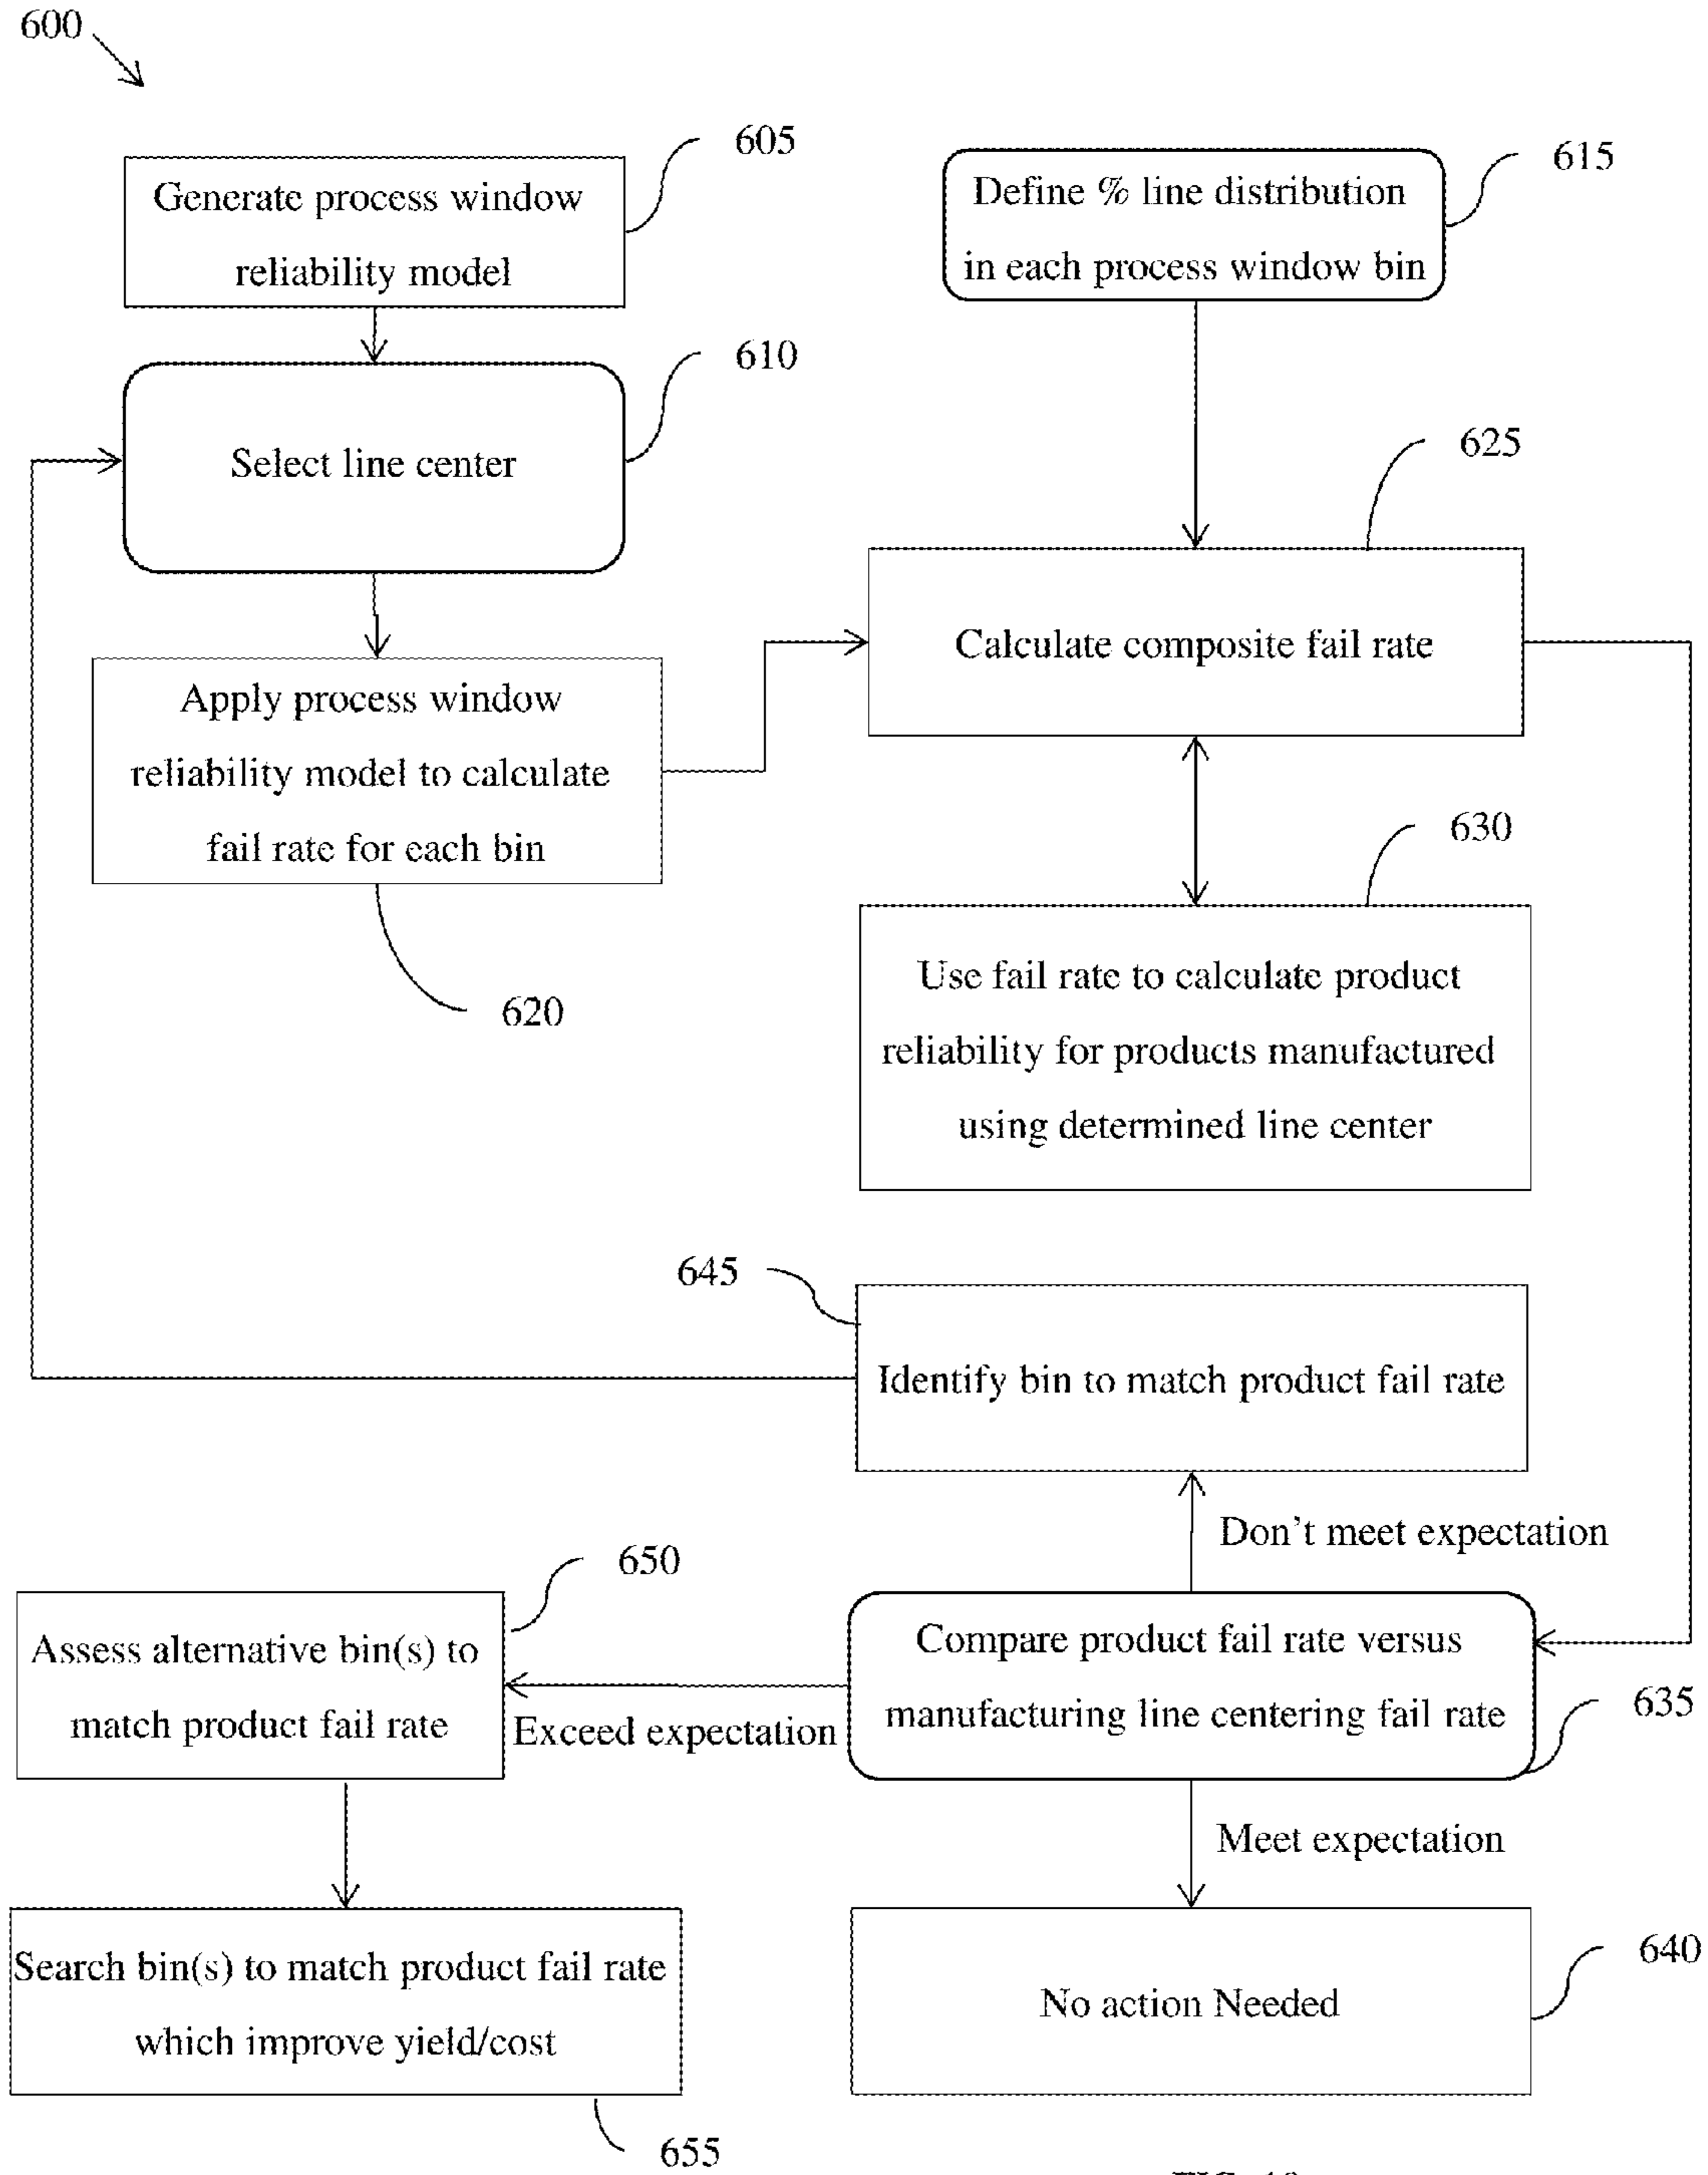 600
605
Generate process window
reliability model
615
Define % line distribution
in each process window bin
610
Select line center
625
Calculate composite fail rate
Apply process window
reliability model to calculate
fail rate for each bin
620
630
Use fail rate to calculate product
reliability for products manufactured
using determined line center
645
Identify bin to match product fail rate
Don't meet expectation
650
Assess alternative bin(s) to
match product fail rate
Exceed expectation
Compare product fail rate versus
manufacturing line centering fail rate
635
Meet expectation
Search bin(s) to match product fail rate
which improve yield/cost
655
No action Needed
640